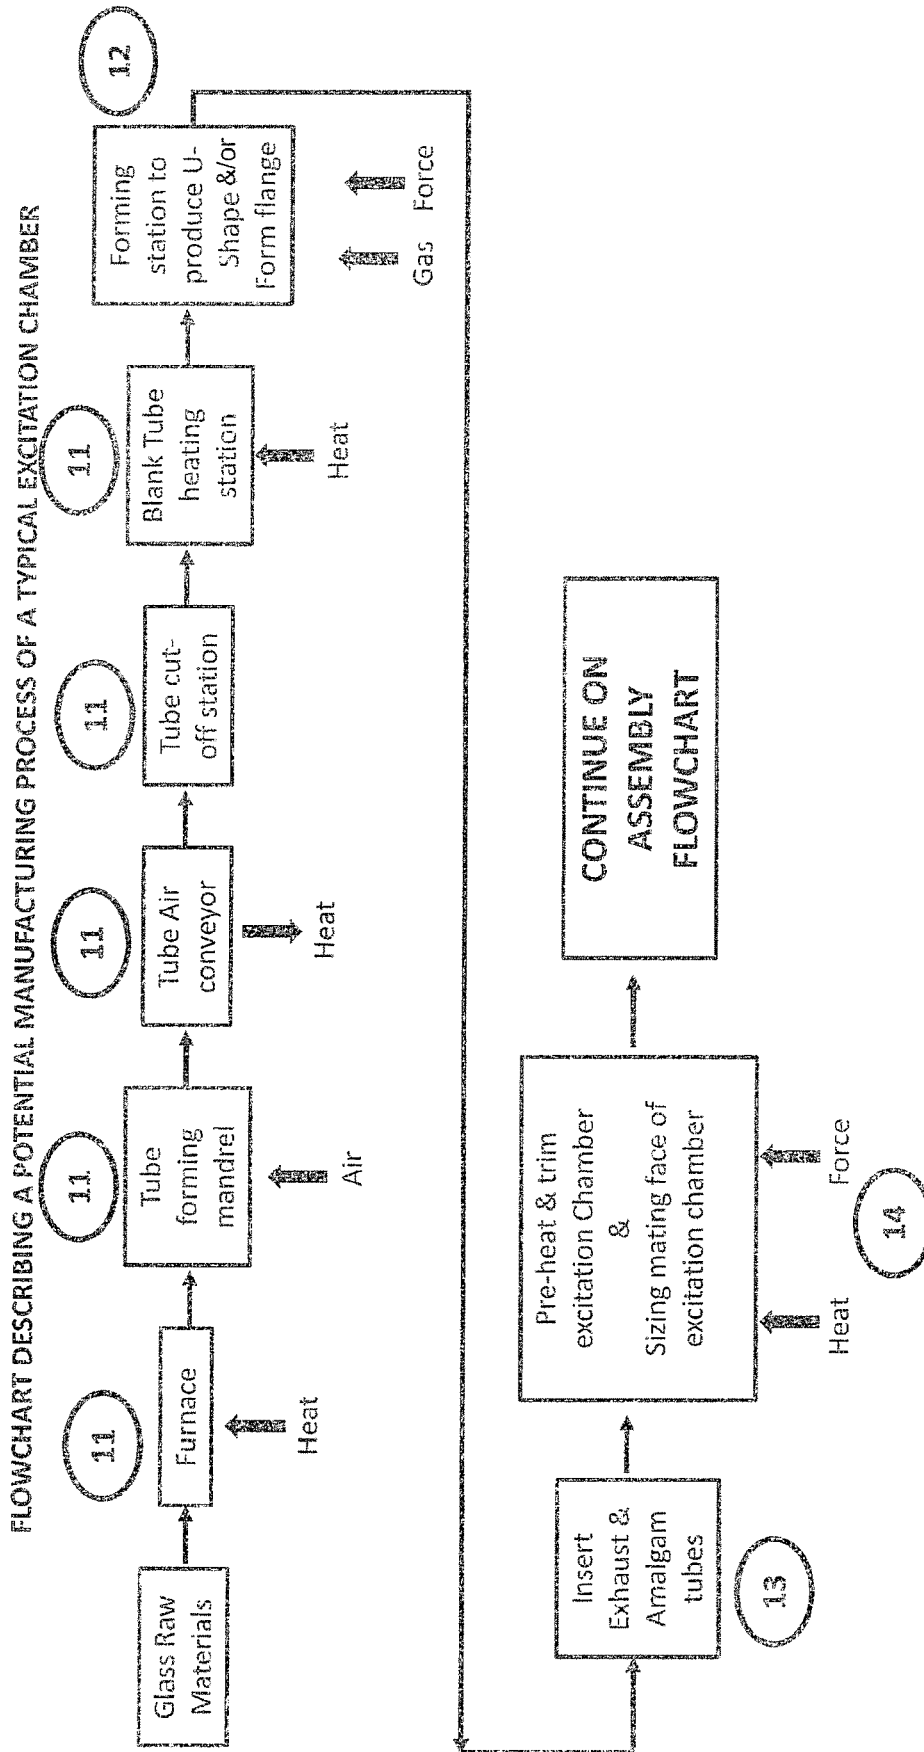 FLOWCHART DESCRIBING A POTENTIAL MANUFACTURING PROCESS OF A TYPICAL EXCITATION CHAMBER
Glass Raw
Materials
11
Furnace
Heat
11
Tube
forming
mandrel
Air
11
Tube Air
conveyor
Heat
11
Tube cut-
off station
11
Blank Tube
heating
station
Heat
12
Forming
station to
produce U-
Shape &/or
Form flange
Gas
Force
Insert
Exhaust &
Amalgam
tubes
13
Pre-heat & trim
excitation Chamber
&
Sizing mating face of
excitation chamber
Heat
Force
14
CONTINUE ON
ASSEMBLY
FLOWCHART